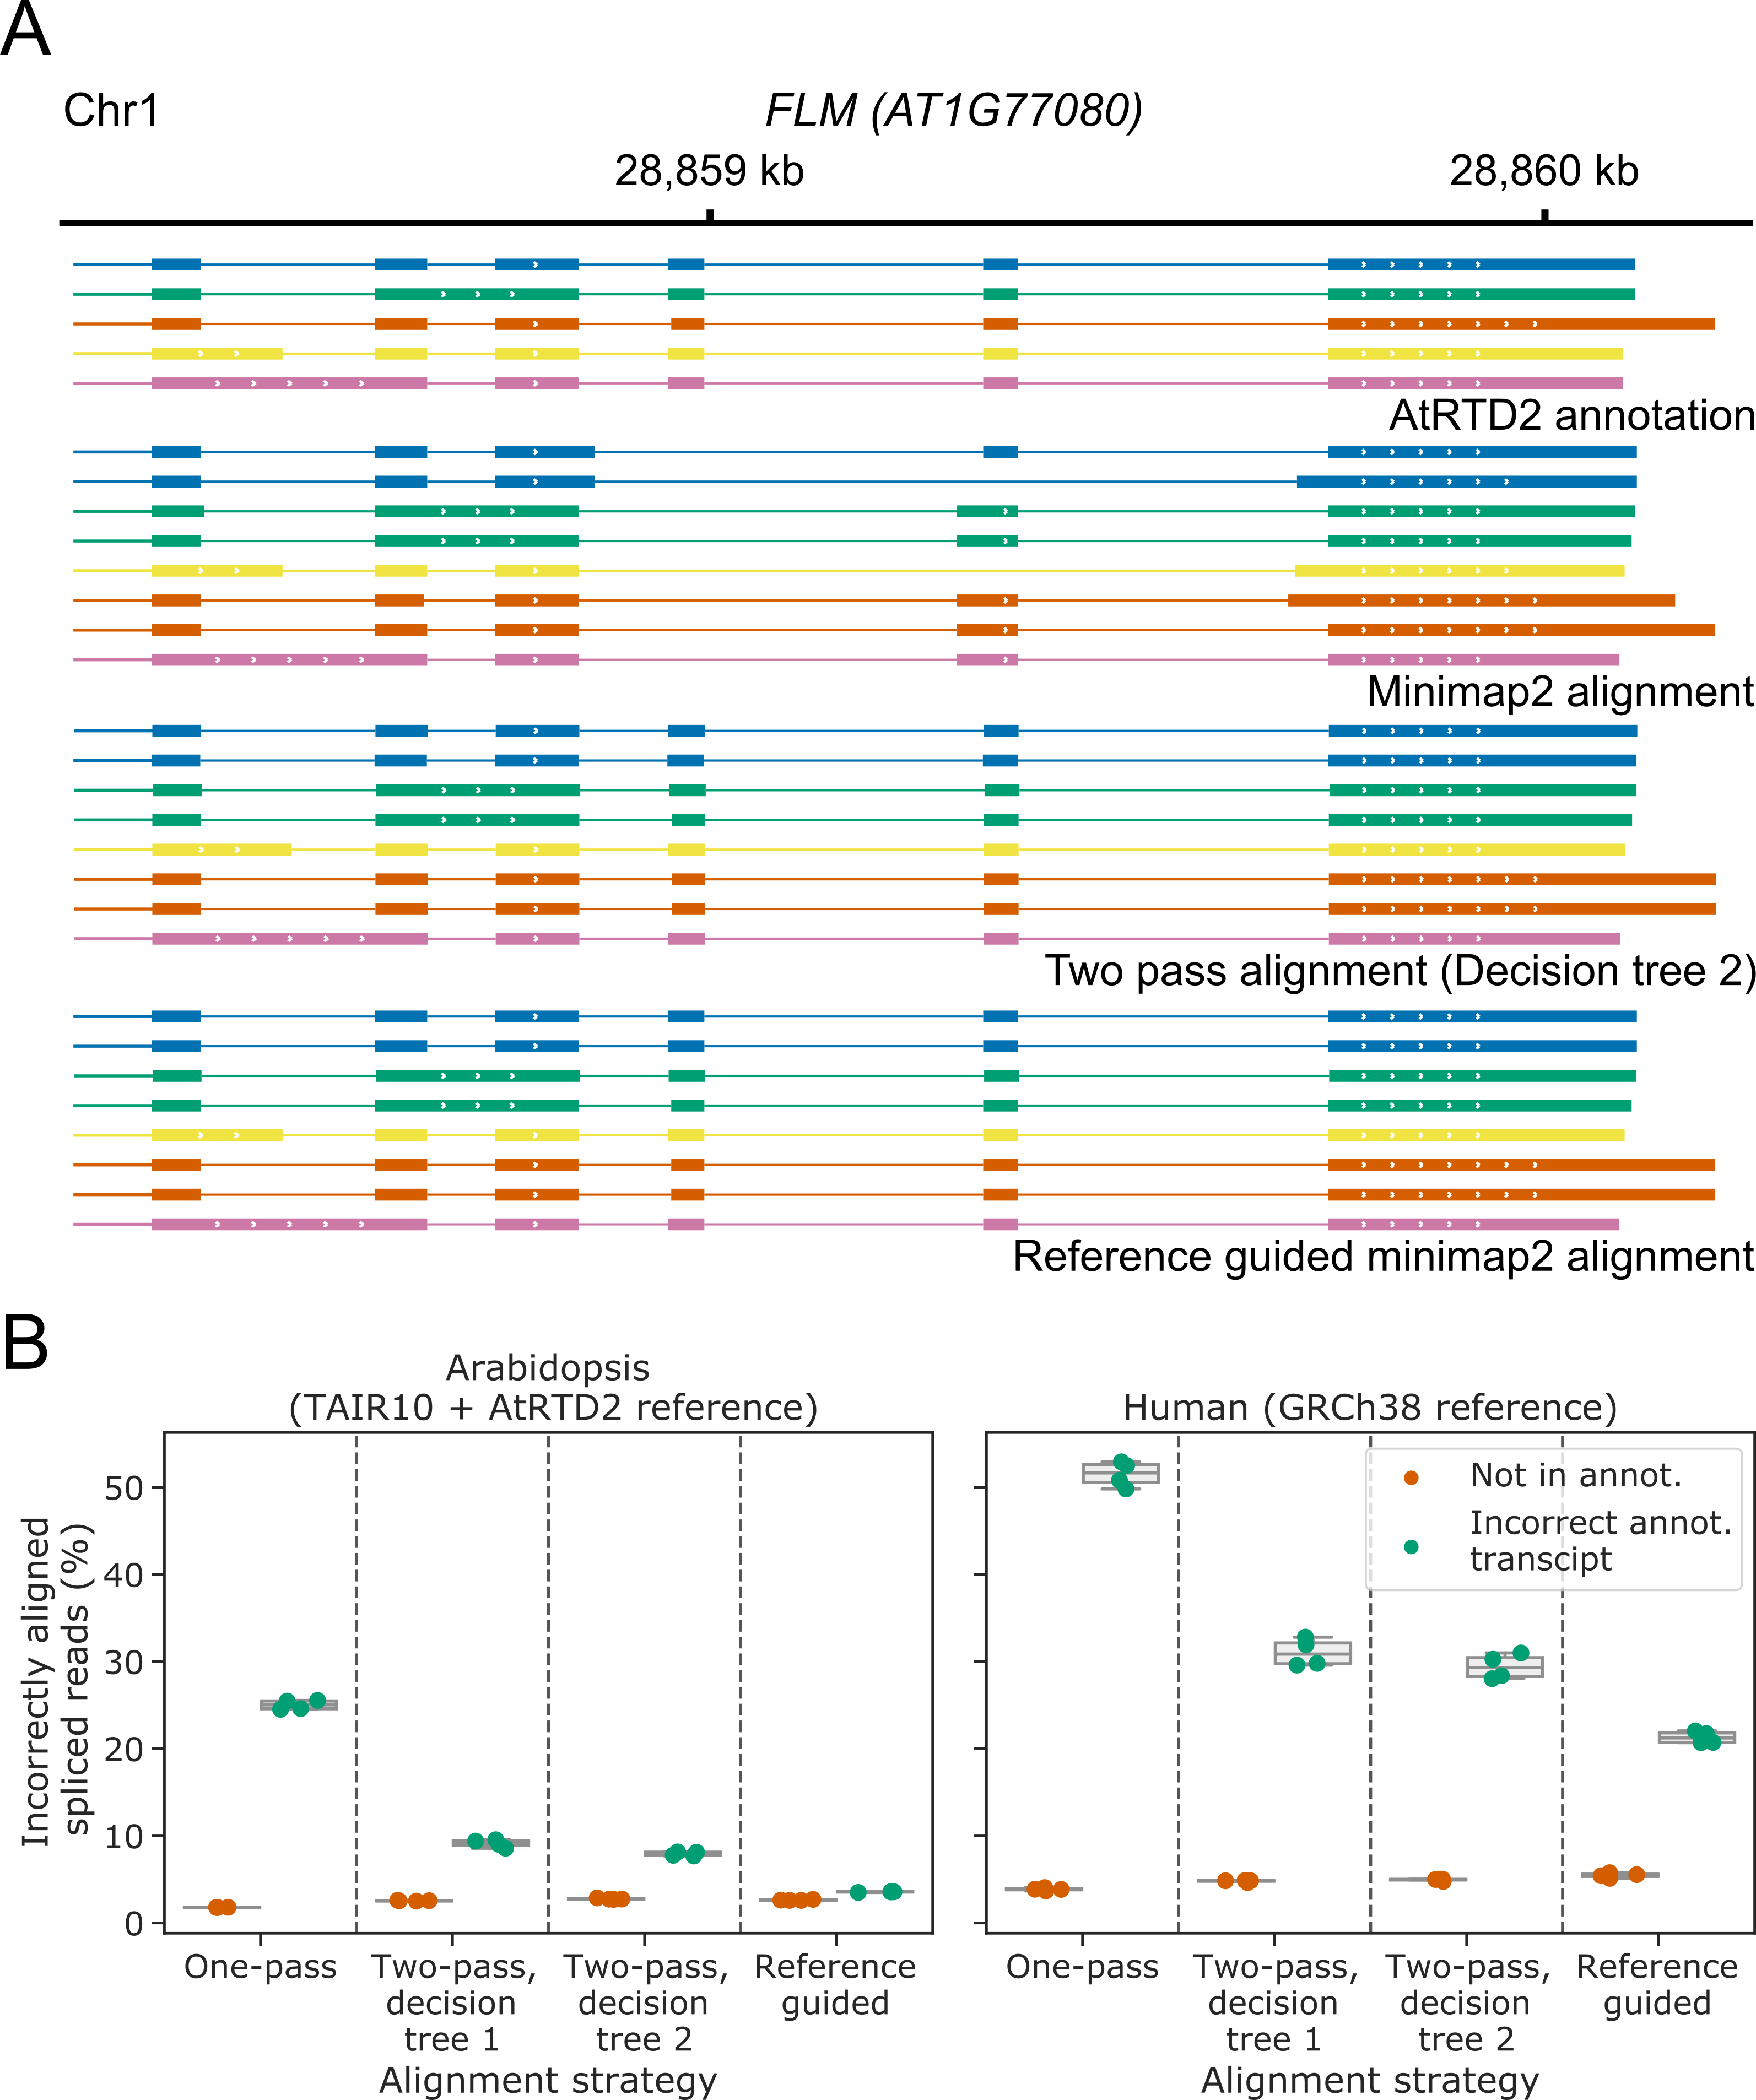 A
Chr1
FLM (AT1G77080)
28,859 kb
28,860 kb
AtRTD2 annotation
Minimap2 alignment
Two pass alignment (Decision tree 2)
Reference guided minimap2 alignment
B
Arabidopsis
(TAIR10 + AtRTD2 reference)
Human (GRCh38 reference)
Incorrectly aligned
spliced reads (%)
50
40
30
20
10
0
Not in annot.
Incorrect annot.
transcipt
One-pass
Two-pass,
decision
tree 1
Two-pass,
decision
tree 2
Reference
guided
Alignment strategy
One-pass
Two-pass,
decision
tree 1
Two-pass,
decision
tree 2
Reference
guided
Alignment strategy